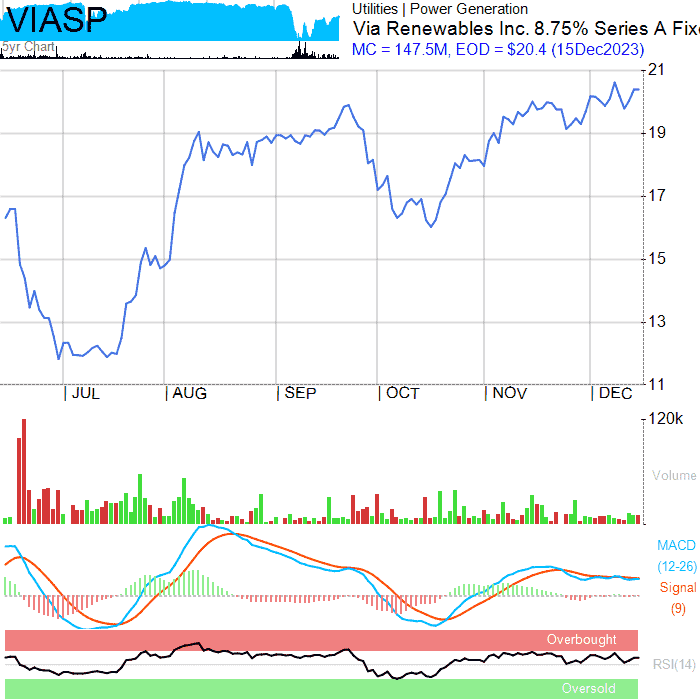 VIASP
5yr Chart
Utilities | Power Generation
Via Renewables Inc. 8.75% Series A Fixe
MC = 147.5M, EOD = $20.4 (15Dec2023)
21
19
17
15
13
11
| JUL | AUG | SEP | OCT | NOV | DEC
120k
Volume
MACD
(12-26)
Signal
(9)
Overbought
RSI(14)
Oversold